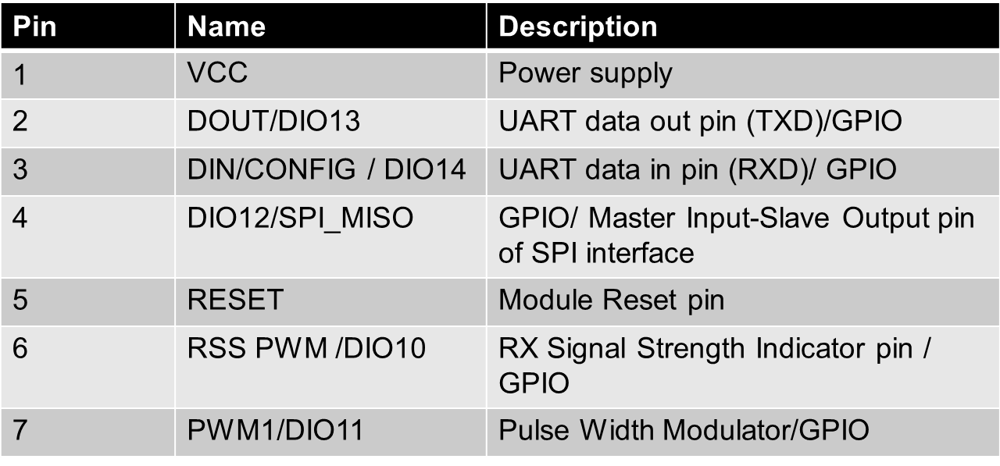 Pin Name Description
1 VCC Power supply
2 DOUT/DIO13 UART data out pin (TXD)/GPIO
3 DIN/CONFIG / DIO14 UART data in pin (RXD)/ GPIO
4 DIO12/SPI_MISO GPIO/ Master Input-Slave Output pin
of SPI interface
5 RESET Module Reset pin
6 RSS PWM /DIO10 RX Signal Strength Indicator pin /
GPIO
7 PWM1/DIO11 Pulse Width Modulator/GPIO